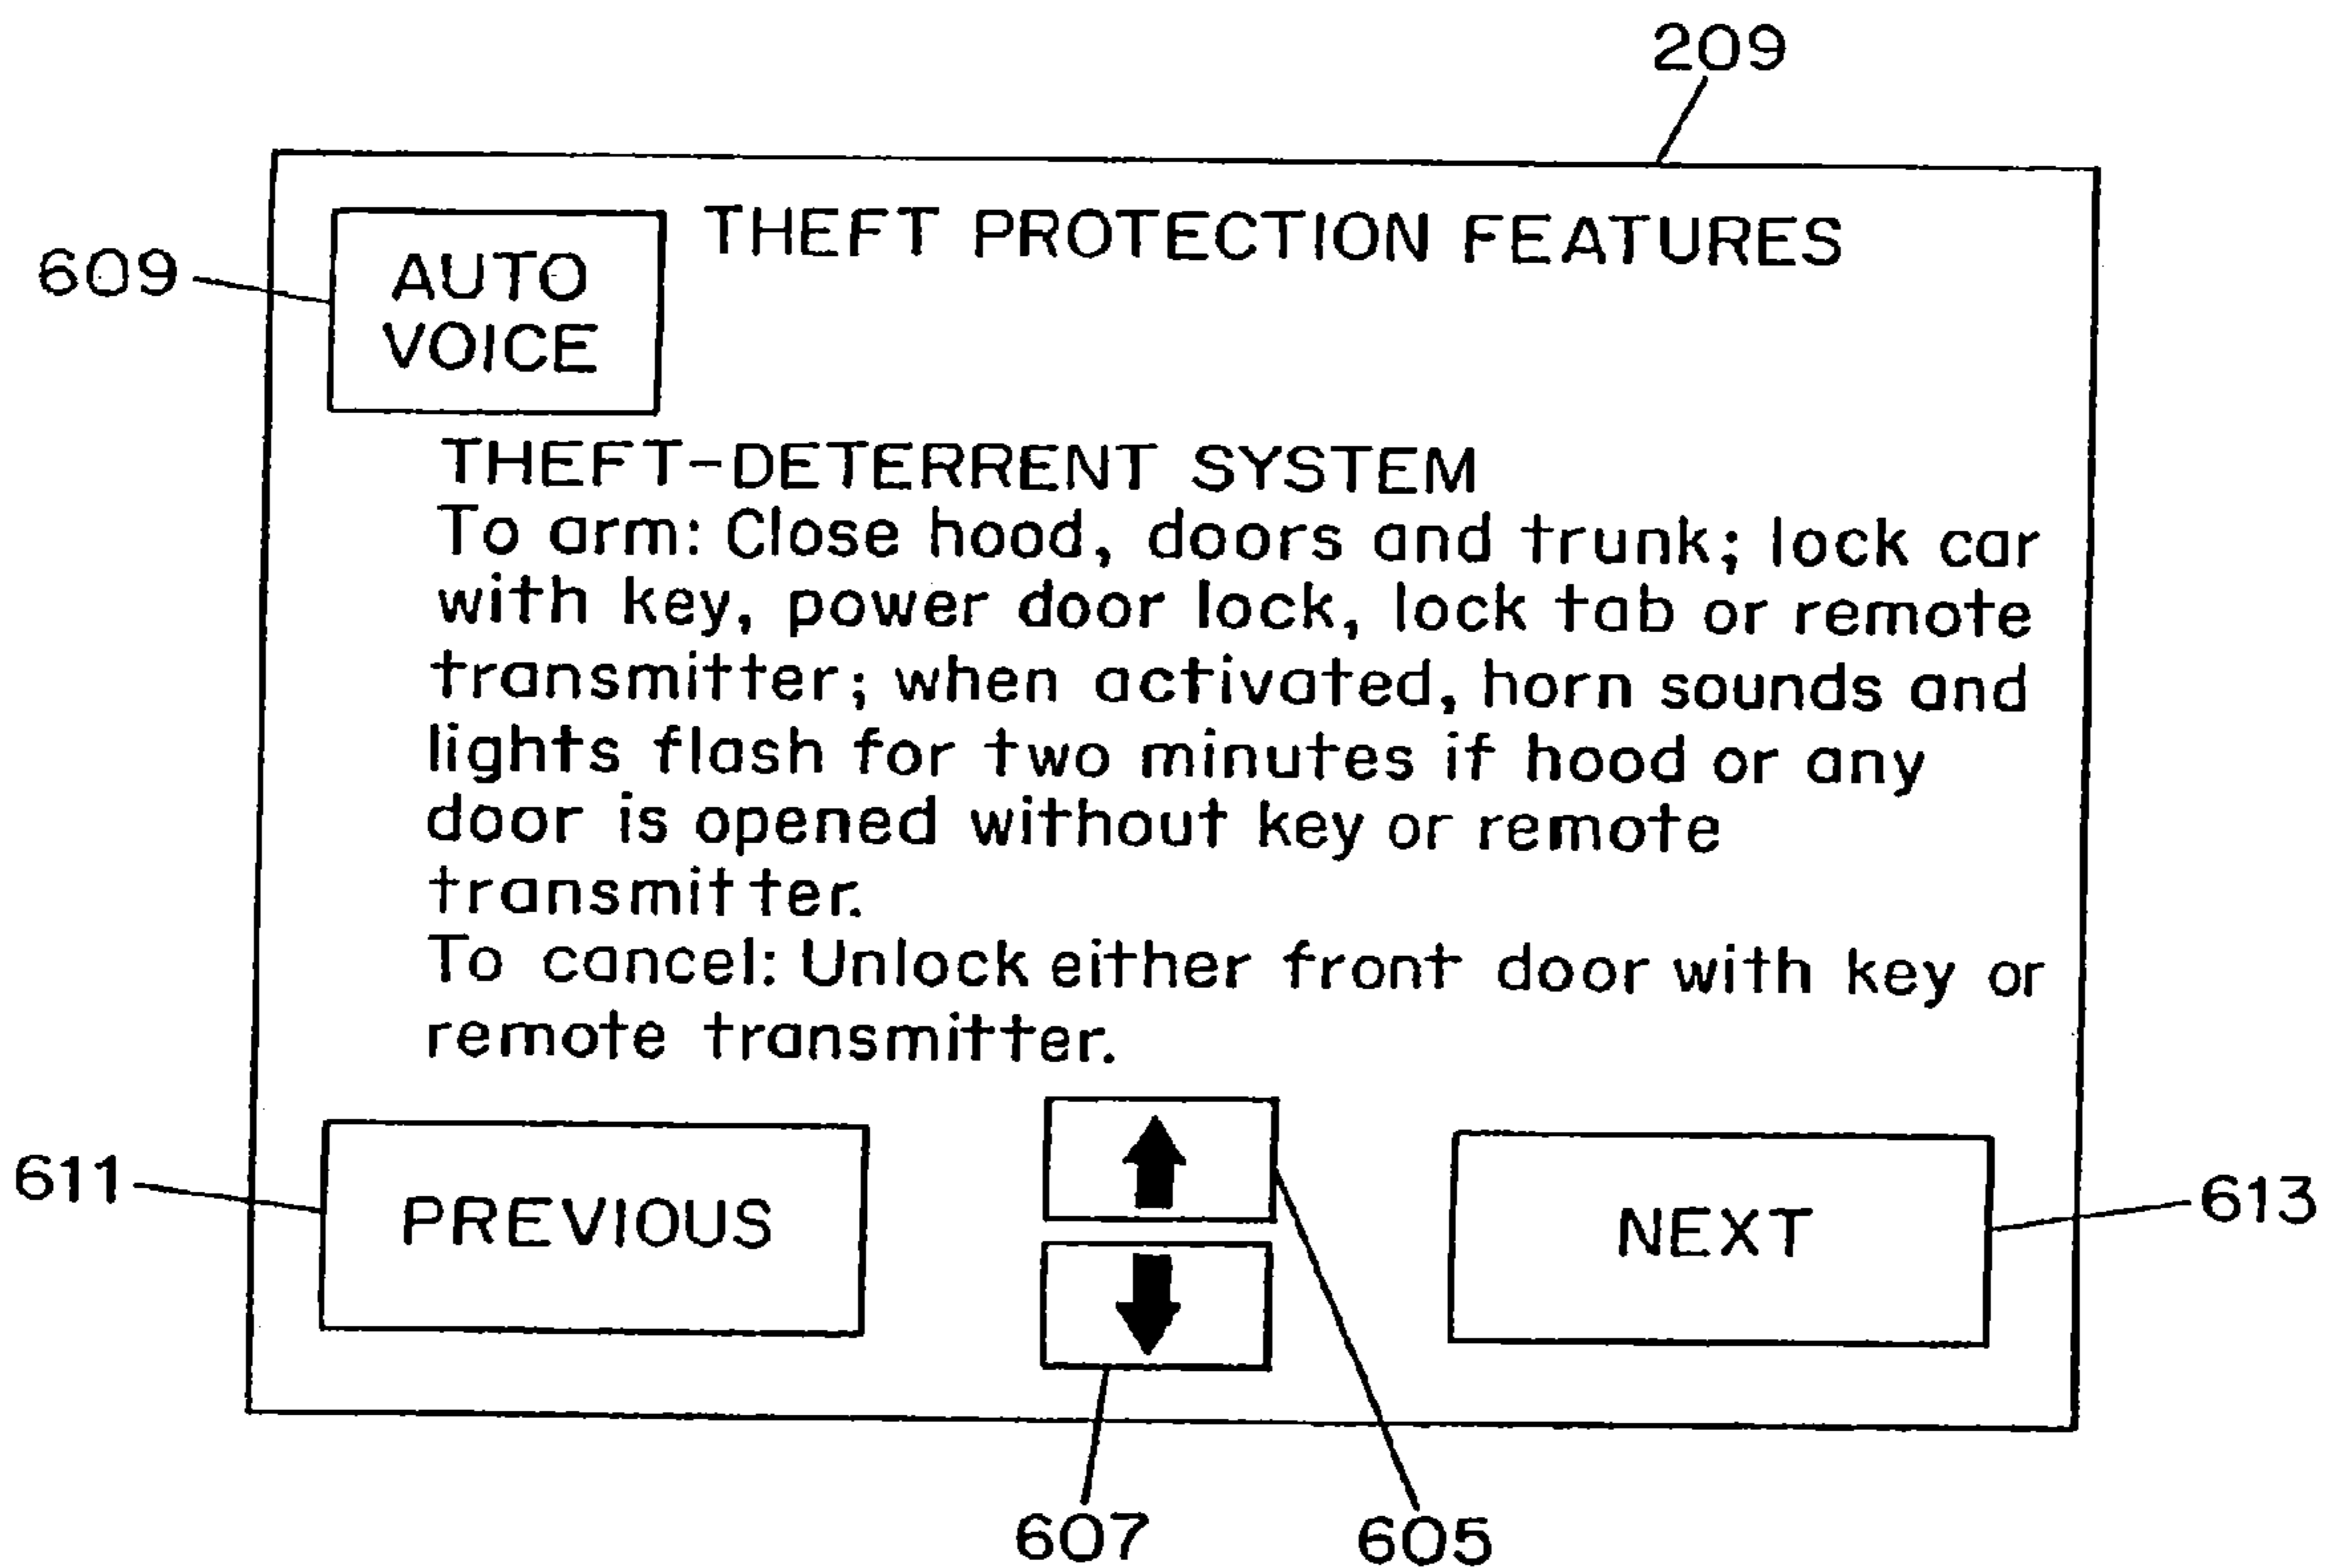 209
THEFT PROTECTION FEATURES
609
AUTO
VOICE
THEFT-DETERRENT SYSTEM
To arm: Close hood, doors and trunk; lock car
with key, power door lock, lock tab or remote
transmitter; when activated, horn sounds and
lights flash for two minutes if hood or any
door is opened without key or remote
transmitter.
To cancel: Unlock either front door with key or
remote transmitter.
611
PREVIOUS
NEXT
613
607
605